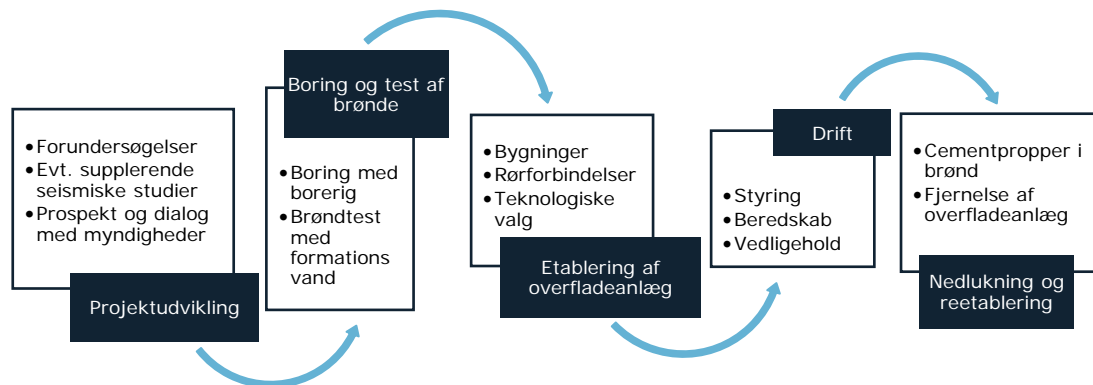 • Forundersøgelser
• Evt. supplerende
seismiske studier
• Prospekt og dialog
med myndigheder
Projektudvikling
Boring og test af
brønde
• Boring med
borerig
• Brøndtest
med
formations
vand
• Bygninger
• Rørforbindelser
• Teknologiske
valg
Etablering af
overfladeanlæg
Drift
• Styring
• Beredskab
• Vedligehold
• Cementpropper i
brønd
• Fjernelse af
overfladeanlæg
Nedlukning og
reetablering